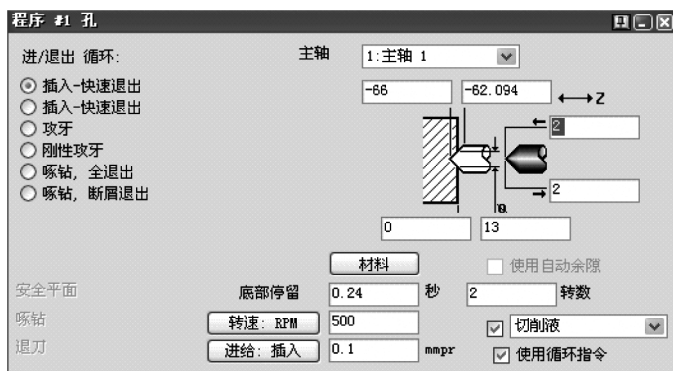 程序 #1 孔
进/退出 循环:
主轴
1:主轴 1
插入-快速退出
插入-快速退出
攻牙
刚性攻牙
啄钻, 全退出
啄钻, 断屑退出
-66
-62.094
Z
2
2
0
13
材料
使用自动余隙
安全平面
底部停留
0.24
秒
2
转数
啄钻
转速: RPM
500
切削液
退刀
进给: 插入
0.1
mmpr
使用循环指令